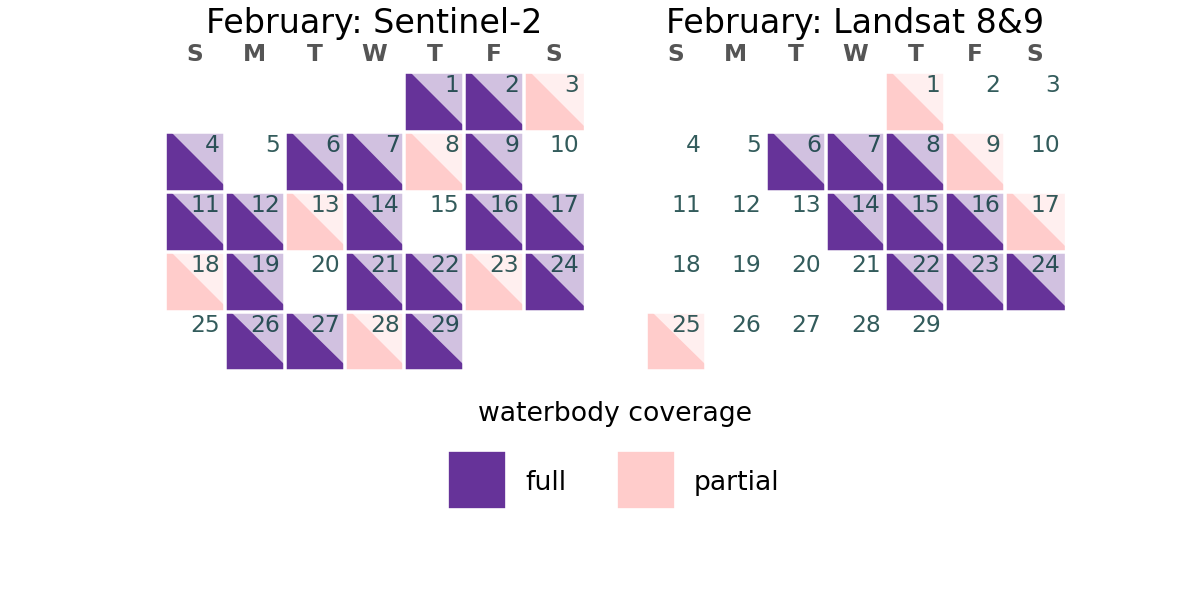 February: Sentinel-2
S M T W T F S
1 2 3
4 5 6 7 8 9 10
11 12 13 14 15 16 17
18 19 20 21 22 23 24
25 26 27 28 29
February: Landsat 8&9
S M T W T F S
1 2 3
4 5 6 7 8 9 10
11 12 13 14 15 16 17
18 19 20 21 22 23 24
25 26 27 28 29
waterbody coverage
full partial